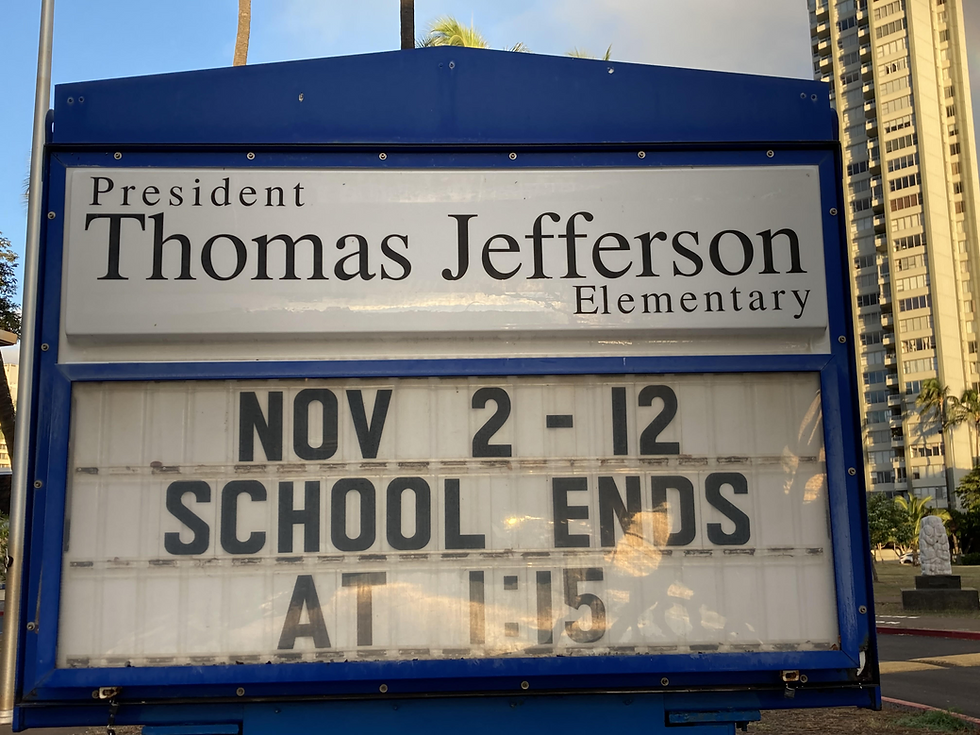 President
Thomas Jefferson
Elementary
NOV 2 - 12
SCHOOL ENDS
AT 1:15